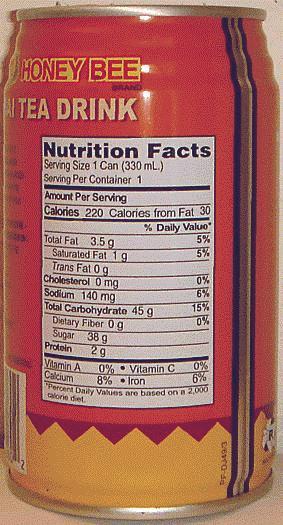 HONEY BEE
BRAND
AI TEA DRINK
Nutrition Facts
Serving Size 1 Can (330 mL.)
Serving Per Container 1
Amount Per Serving
Calories 220 Calories from Fat 30
% Daily Value*
Total Fat 3.5 g 5%
Saturated Fat 1 g 5%
Trans Fat 0 g
Cholesterol 0 mg 0%
Sodium 140 mg 6%
Total Carbohydrate 45 g 15%
Dietary Fiber 0 g 0%
Sugar 38 g
Protein 2 g
Vitamin A 0% • Vitamin C 0%
Calcium 8% • Iron 6%
*Percent Daily Values are based on a 2,000
calorie diet.
2